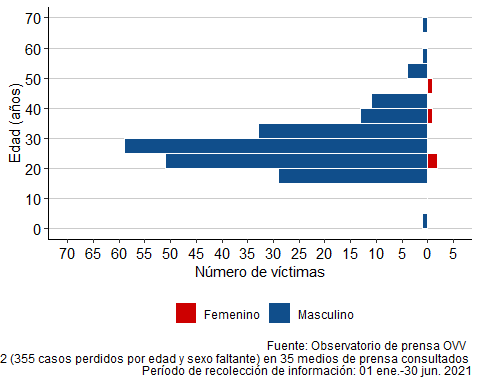 70
60
50
40
30
20
10
0
Edad (años)
70 65 60 55 50 45 40 35 30 25 20 15 10 5 0 5
Número de víctimas
Femenino Masculino
Fuente: Observatorio de prensa OVV
2 (355 casos perdidos por edad y sexo faltante) en 35 medios de prensa consultados
Período de recolección de información: 01 ene.-30 jun. 2021